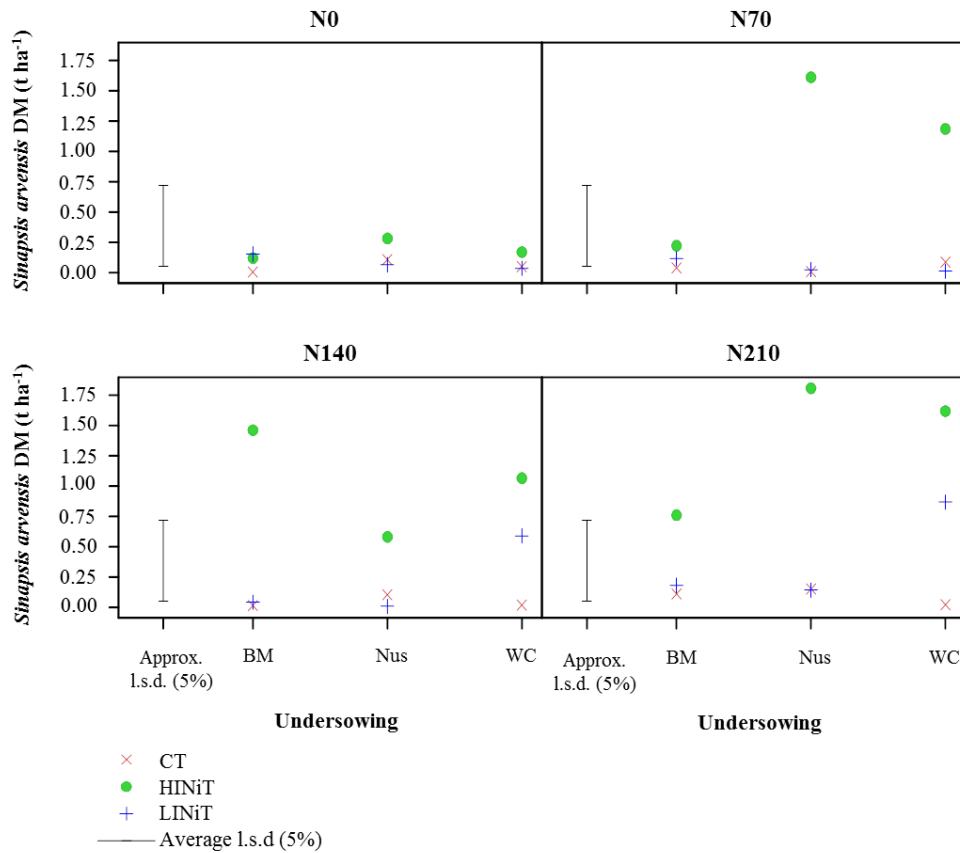 N0 N70
Sinapsis arvensis DM (t ha-1)
1.75
1.50
1.25
1.00
0.75
0.50
0.25
0.00
N140 N210
Sinapsis arvensis DM (t ha-1)
1.75
1.50
1.25
1.00
0.75
0.50
0.25
0.00
Approx. BM Nus WC Approx. BM Nus WC
l.s.d. (5%) l.s.d. (5%)
Undersowing Undersowing
CT
HINiT
LINiT
Average l.s.d (5%)